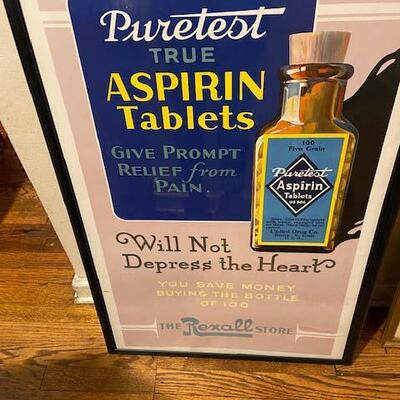 Puretest
TRUE
ASPIRIN
Tablets
GIVE PROMPT
RELIEF from
PAIN.
100
Five Grain
Puretest
Aspirin
Tablets
United Drug Co.
Will Not
Depress the Heart
YOU SAVE MONEY
BUYING THE BOTTLE
OF 100
THE Rexall STORE